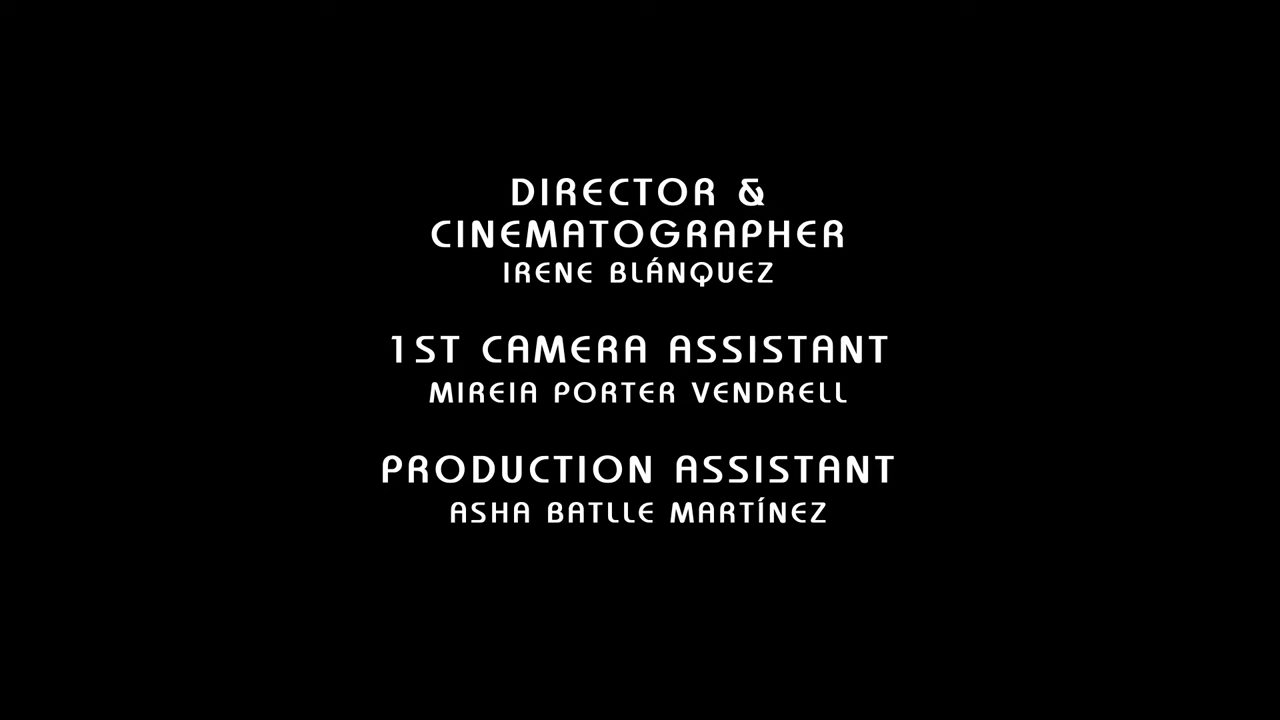 DIRECTOR &
CINEMATOGRAPHER
IRENE BLÁNQUEZ
1ST CAMERA ASSISTANT
MIREIA PORTER VENDRELL
PRODUCTION ASSISTANT
ASHA BATLLE MARTÍNEZ